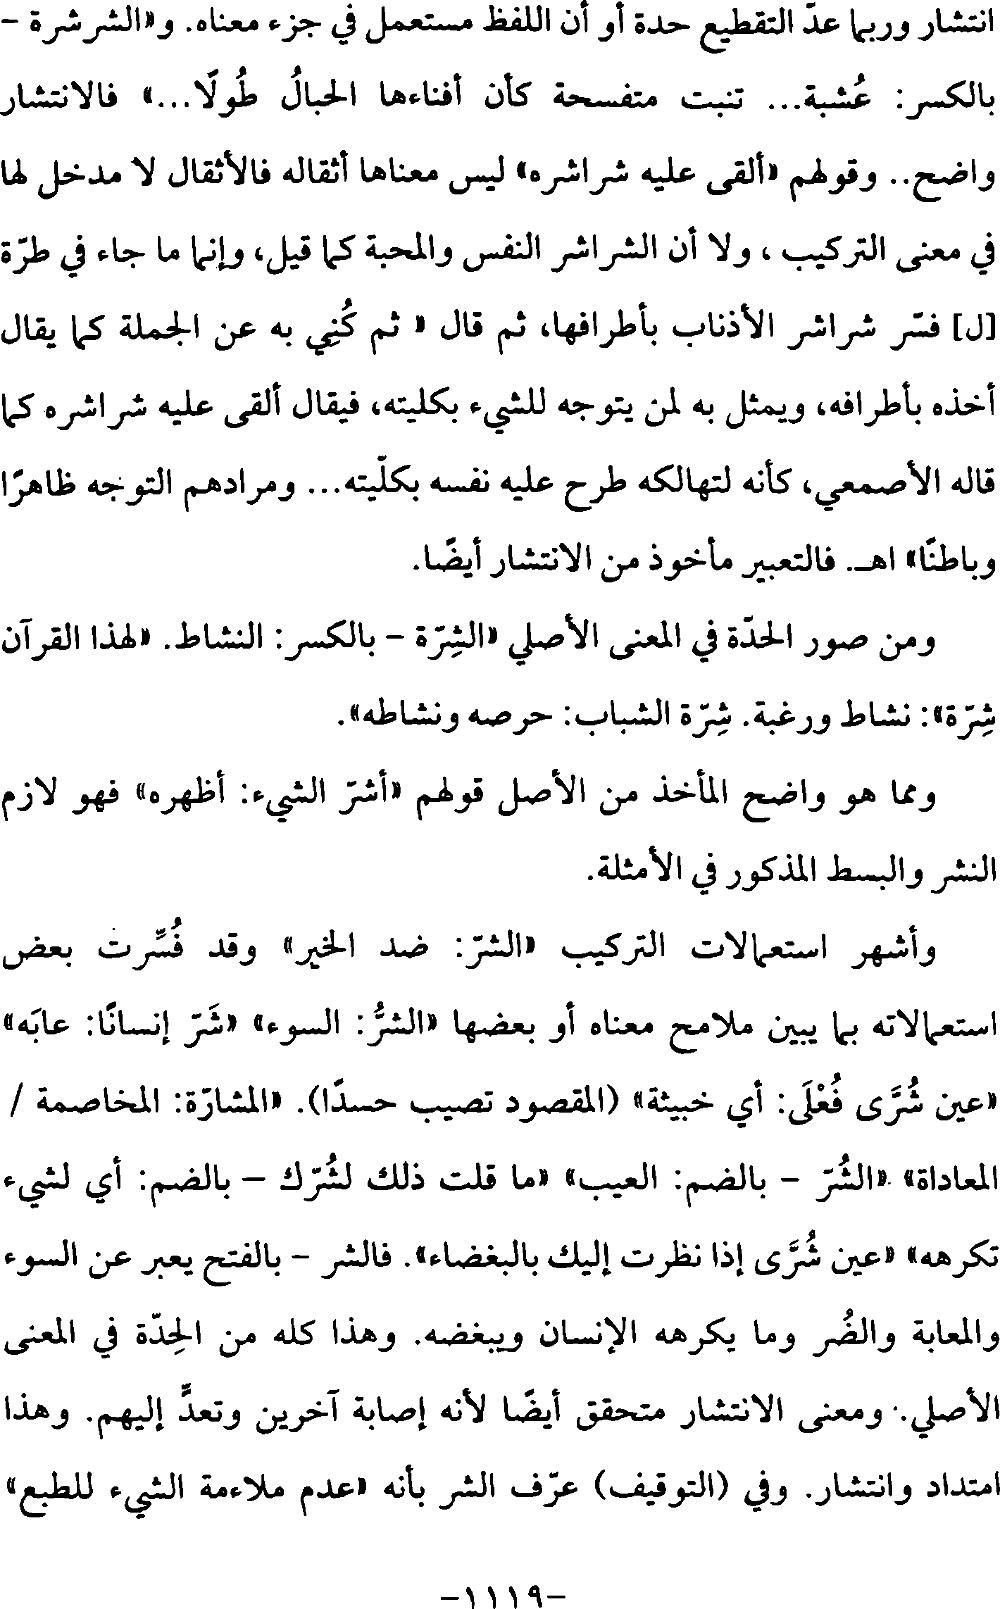 انتشار وربما عدّ التقطيع حدة أو أن اللفظ مستعمل في جزء معناه. و«الشرشرة –
بالكسر: عُشبة... تنبت متفسحة كأن أفناءها الحبالُ طُولًا...» فالانتشار
واضح.. وقولهم «ألقى عليه شراشره» ليس معناها أثقاله فالأثقال لا مدخل لها
في معنى التركيب ، ولا أن الشراشر النفس والمحبة كما قيل، وإنما ما جاء في طرّة
[ل] فسّر شراشر الأذناب بأطرافها، ثم قال « ثم كُنِي به عن الجملة كما يقال
أخذه بأطرافه، ويمثل به لمن يتوجه للشيء بكليته، فيقال ألقى عليه شراشره كما
قاله الأصمعي، كأنه لتهالكه طرح عليه نفسه بكلّيته... ومرادهم التوجه ظاهرًا
وباطنًا» اهـ. فالتعبير مأخوذ من الانتشار أيضًا.
ومن صور الحدّة في المعنى الأصلي «الشِرّة – بالكسر: النشاط. «لهذا القرآن
شِرّة»: نشاط ورغبة. شِرّة الشباب: حرصه ونشاطه».
ومما هو واضح المأخذ من الأصل قولهم «أشرّ الشيء: أظهره» فهو لازم
النشر والبسط المذكور في الأمثلة.
وأشهر استعمالات التركيب «الشرّ: ضد الخير» وقد فُسِّرت بعض
استعمالاته بما يبين ملامح معناه أو بعضها «الشرُّ: السوء» «شَرّ إنسانًا: عابَه»
«عين شُرَّى فُعْلَى: أي خبيثة» (المقصود تصيب حسدًا). «المشارّة: المخاصمة /
المعاداة» «الشُرّ – بالضم: العيب» «ما قلت ذلك لشُرّك – بالضم: أي لشيء
تكرهه» «عين شُرَّى إذا نظرت إليك بالبغضاء». فالشر – بالفتح يعبر عن السوء
والمعابة والضُر وما يكرهه الإنسان ويبغضه. وهذا كله من الحِدّة في المعنى
الأصلي. ومعنى الانتشار متحقق أيضًا لأنه إصابة آخرين وتعدٍّ إليهم. وهذا
امتداد وانتشار. وفي (التوقيف) عرّف الشر بأنه «عدم ملاءمة الشيء للطبع»
–١١١٩–